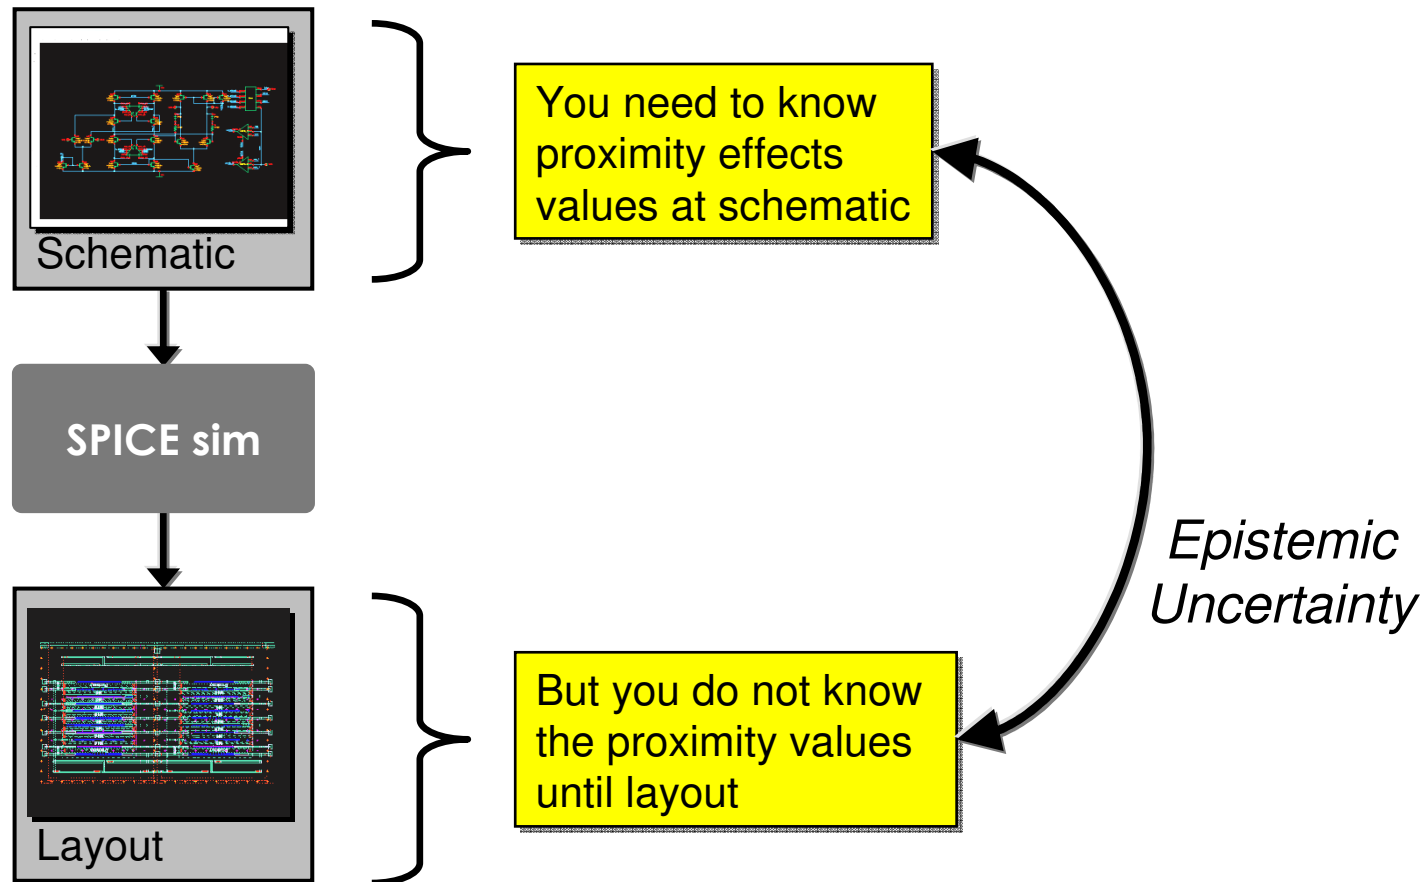 You need to know
proximity effects
values at schematic
Schematic
SPICE sim
Epistemic
Uncertainty
But you do not know
the proximity values
until layout
Layout